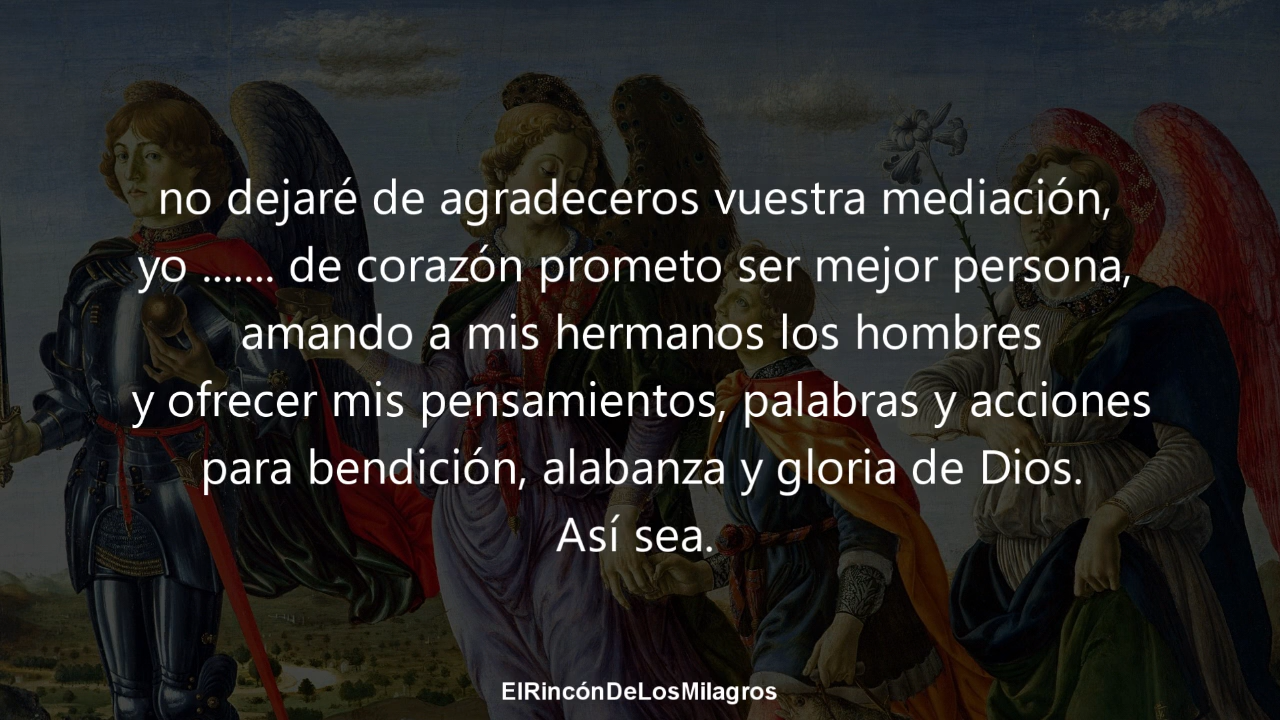 no dejaré de agradeceros vuestra mediación,
yo ....... de corazón prometo ser mejor persona,
amando a mis hermanos los hombres
y ofrecer mis pensamientos, palabras y acciones
para bendición, alabanza y gloria de Dios.
Así sea.
ElRincónDeLosMilagros